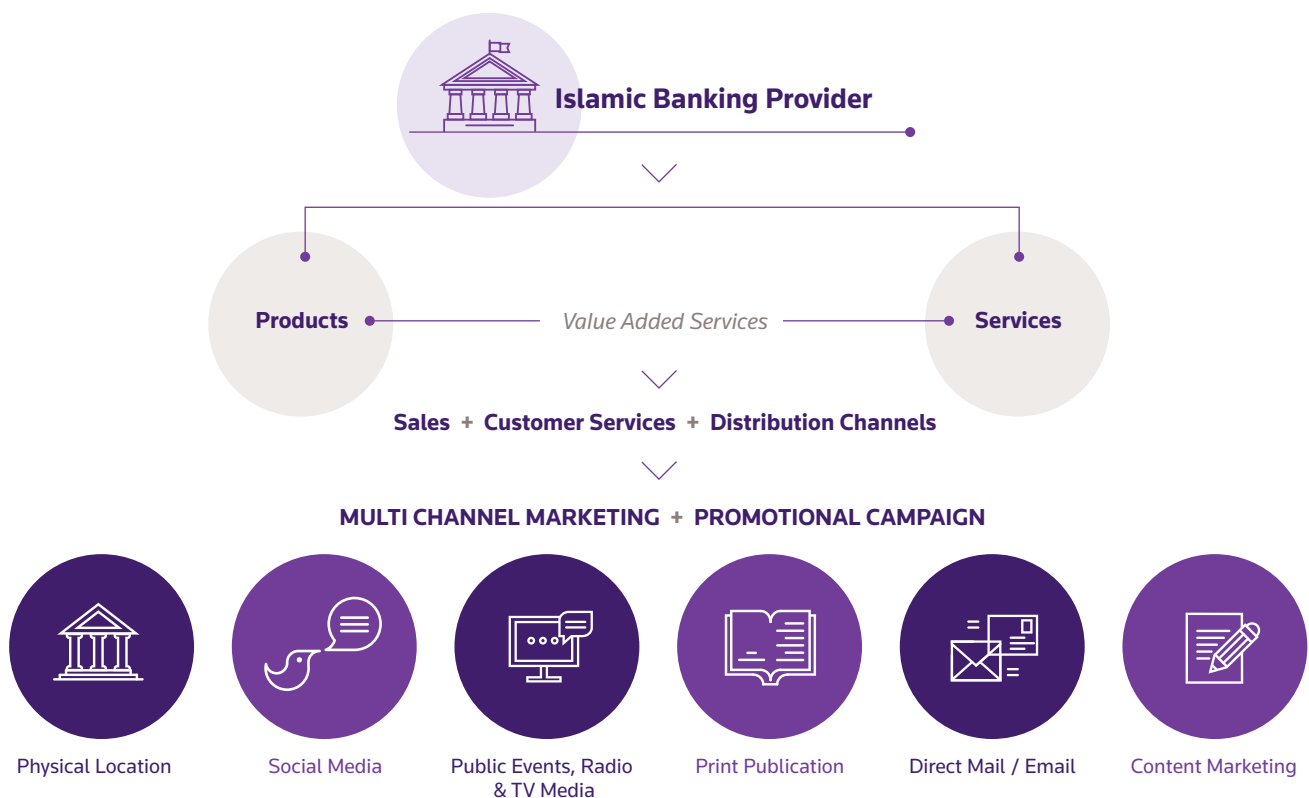 Islamic Banking Provider
Products
Value Added Services
Services
Sales + Customer Services + Distribution Channels
MULTI CHANNEL MARKETING + PROMOTIONAL CAMPAIGN
Physical Location
Social Media
Public Events, Radio
& TV Media
Print Publication
Direct Mail / Email
Content Marketing